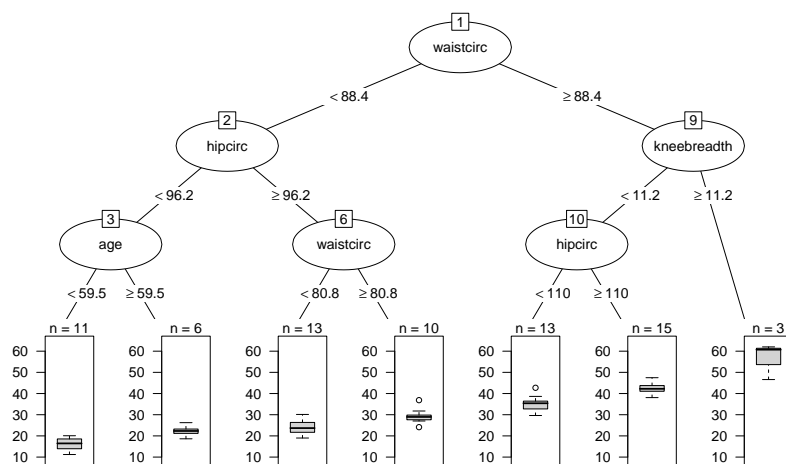 1
waistcirc
< 88.4 ≥ 88.4
2 9
hipcirc kneebreadth
< 96.2 ≥ 96.2 < 11.2 ≥ 11.2
3 6 10
age waistcirc hipcirc
< 59.5 ≥ 59.5 < 80.8 ≥ 80.8 < 110 ≥ 110
n = 11 n = 6 n = 13 n = 10 n = 13 n = 15 n = 3
60 60 60 60 60 60 60
50 50 50 50 50 50 50
40 40 40 40 40 40 40
30 30 30 30 30 30 30
20 20 20 20 20 20 20
10 10 10 10 10 10 10